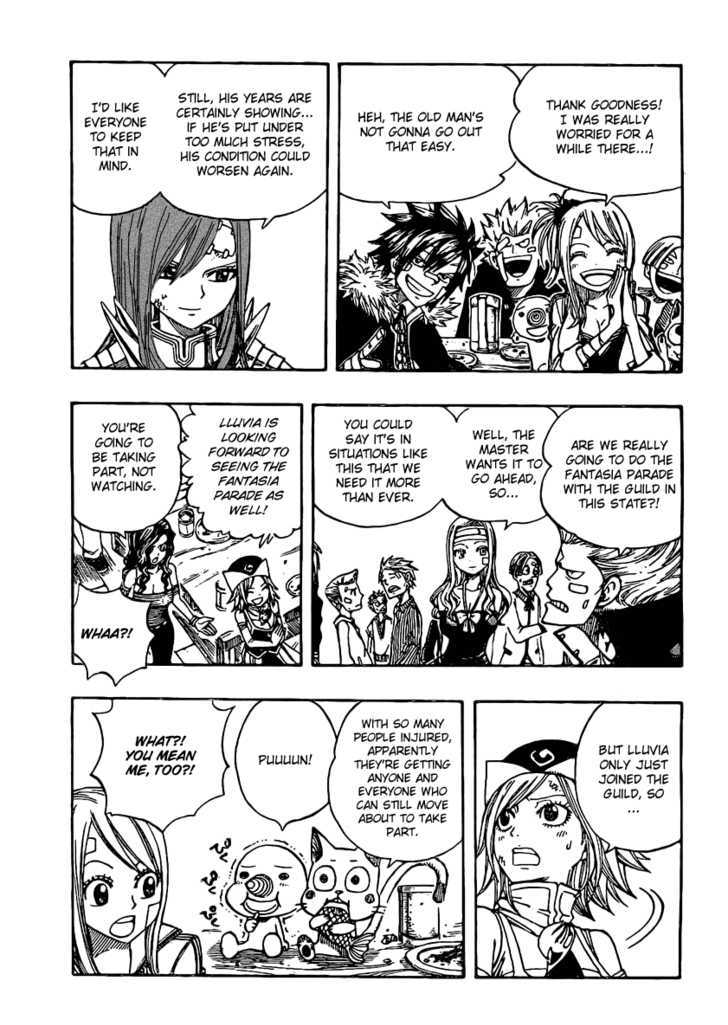 THANK GOODNESS!
I WAS REALLY
WORRIED FOR A
WHILE THERE...!
HEH, THE OLD MAN'S
NOT GONNA GO OUT
THAT EASY.
STILL, HIS YEARS ARE
CERTAINLY SHOWING...
IF HE'S PUT UNDER
TOO MUCH STRESS,
HIS CONDITION COULD
WORSEN AGAIN.
I'D LIKE
EVERYONE
TO KEEP
THAT IN
MIND.
ARE WE REALLY
GOING TO DO THE
FANTASIA PARADE
WITH THE GUILD IN
THIS STATE?!
WELL, THE
MASTER
WANTS IT TO
GO AHEAD,
SO...
YOU COULD
SAY IT'S IN
SITUATIONS LIKE
THIS THAT WE
NEED IT MORE
THAN EVER.
LLUVIA IS
LOOKING
FORWARD TO
SEEING THE
FANTASIA
PARADE AS
WELL!
YOU'RE
GOING TO
BE TAKING
PART, NOT
WATCHING.
WHAA?!
BUT LLUVIA
ONLY JUST
JOINED THE
GUILD, SO
...
WITH SO MANY
PEOPLE INJURED,
APPARENTLY
THEY'RE GETTING
ANYONE AND
EVERYONE WHO
CAN STILL MOVE
ABOUT TO TAKE
PART.
PUUUUN!
WHAT?!
YOU MEAN
ME, TOO?!